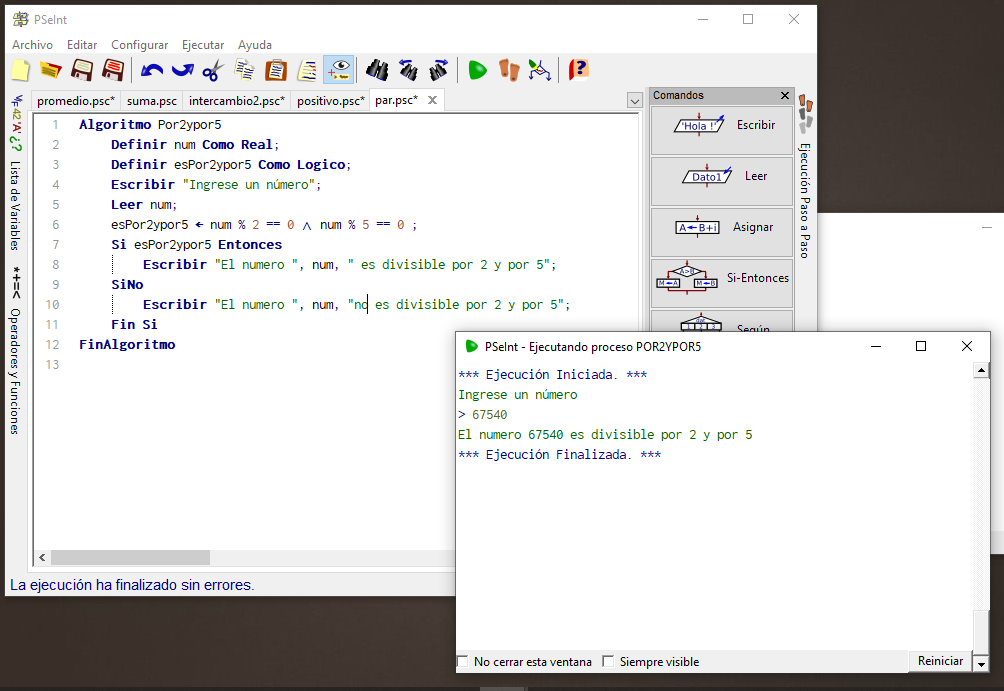 PSeInt
Archivo Editar Configurar Ejecutar Ayuda
promedio.psc* suma.psc intercambio2.psc* positivo.psc* par.psc*
Lista de Variables
Operadores y Funciones
1 Algoritmo Por2ypor5
2 Definir num Como Real;
3 Definir esPor2ypor5 Como Logico;
4 Escribir "Ingrese un número";
5 Leer num;
6 esPor2ypor5 ← num % 2 == 0 ∧ num % 5 == 0 ;
7 Si esPor2ypor5 Entonces
8 Escribir "El numero ", num, " es divisible por 2 y por 5";
9 SiNo
10 Escribir "El numero ", num, "no es divisible por 2 y por 5";
11 Fin Si
12 FinAlgoritmo
13
Comandos
'Hola !' Escribir
Dato1 Leer
A←B+i Asignar
A>B M←A M←B Si-Entonces
1 2 3 Según
Ejecución Paso a Paso
La ejecución ha finalizado sin errores.
PSeInt - Ejecutando proceso POR2YPOR5
*** Ejecución Iniciada. ***
Ingrese un número
> 67540
El numero 67540 es divisible por 2 y por 5
*** Ejecución Finalizada. ***
No cerrar esta ventana Siempre visible Reiniciar